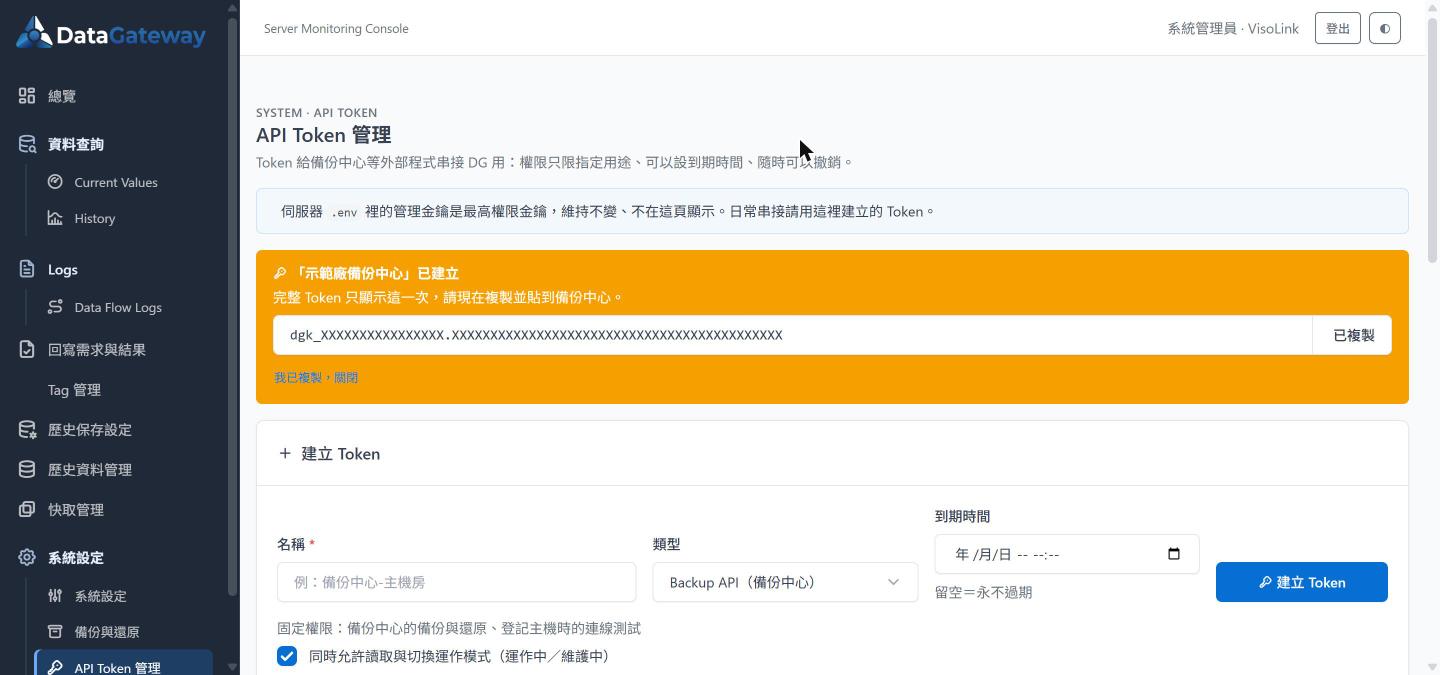 DataGateway
總覽
資料查詢
Current Values
History
Logs
Data Flow Logs
回寫需求與結果
Tag 管理
歷史保存設定
歷史資料管理
快取管理
系統設定
系統設定
備份與還原
API Token 管理
Server Monitoring Console
系統管理員 · VisoLink
登出
SYSTEM · API TOKEN
API Token 管理
Token 給備份中心等外部程式串接 DG 用：權限只限指定用途、可以設到期時間、隨時可以撤銷。
伺服器 .env 裡的管理金鑰是最高權限金鑰，維持不變、不在這頁顯示。日常串接請用這裡建立的 Token。
「示範廠備份中心」已建立
完整 Token 只顯示這一次，請現在複製並貼到備份中心。
dgk_XXXXXXXXXXXXXXXX.XXXXXXXXXXXXXXXXXXXXXXXXXXXXXXXXXXXXXXXXXXX
已複製
我已複製，關閉
建立 Token
名稱 *
例：備份中心-主機房
類型
Backup API（備份中心）
到期時間
年 /月/日 -- --:--
留空＝永不過期
建立 Token
固定權限：備份中心的備份與還原、登記主機時的連線測試
同時允許讀取與切換運作模式（運作中／維護中）